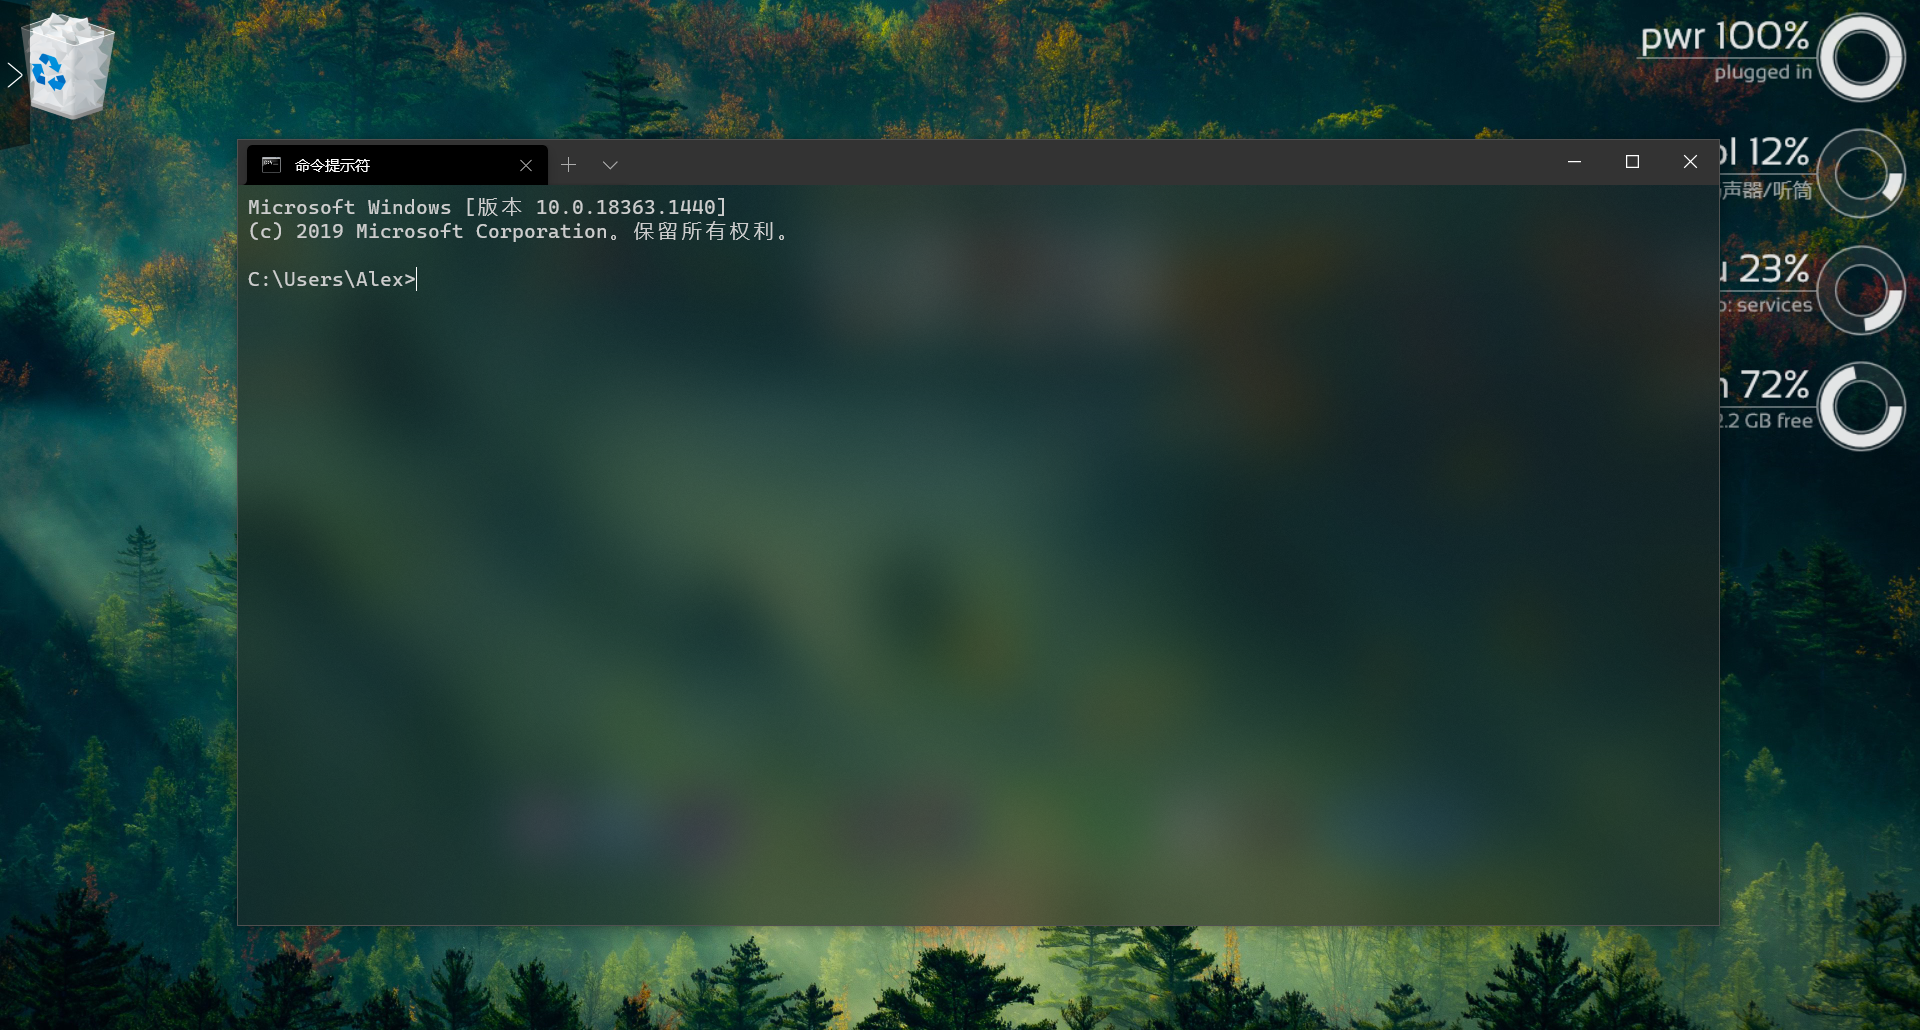 pwr 100%
plugged in
命令提示符
12%
声器/听筒
Microsoft Windows [版本 10.0.18363.1440]
(c) 2019 Microsoft Corporation。保留所有权利。
C:\Users\Alex>
23%
services
72%
2.2 GB free